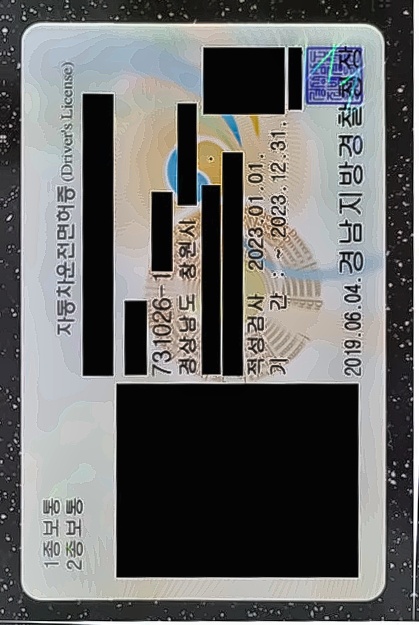 1종보통
2종보통
자동차운전면허증 (Driver's License)
731026-1
경상남도 창원시
적성검사 2023.01.01.
기 간 : ~ 2023.12.31.
2019.06.04. 경남지방경찰청장